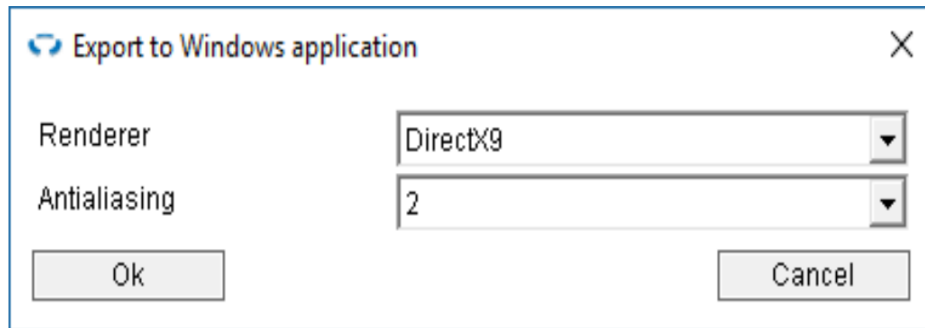 Export to Windows application
Renderer DirectX9
Antialiasing 2
Ok Cancel